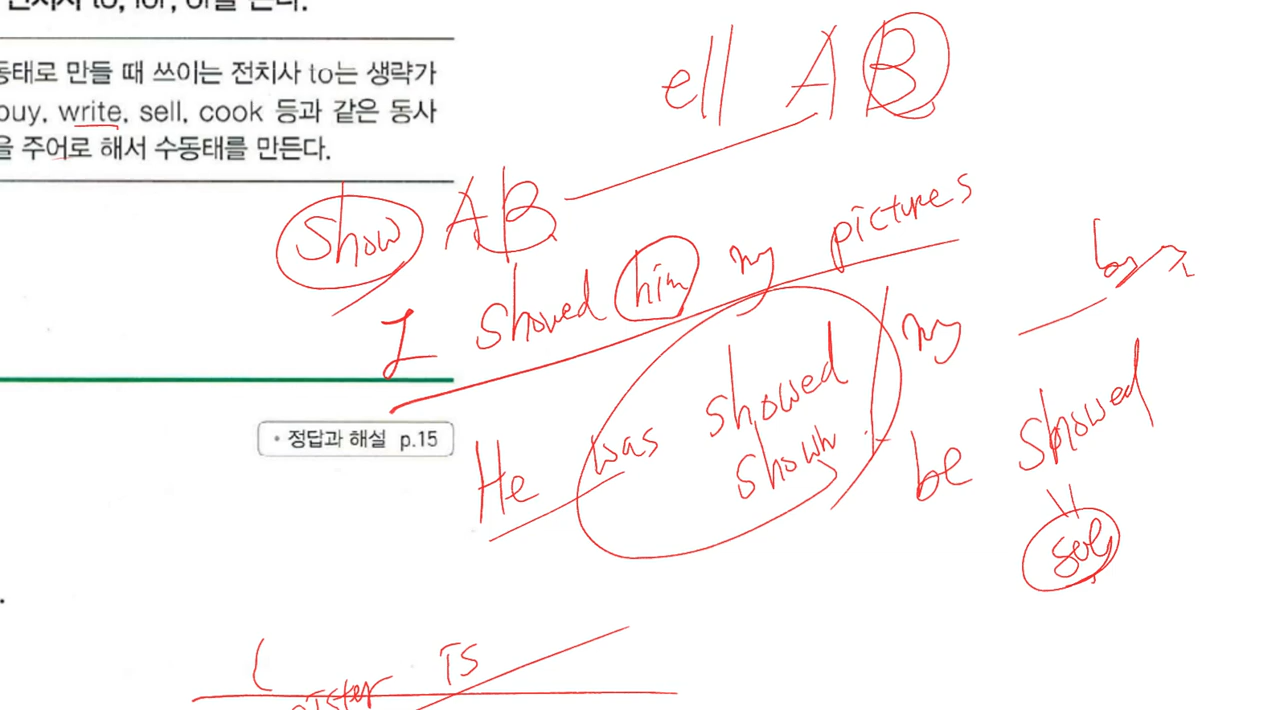 동태로 만들 때 쓰이는 전치사 to는 생략가
buy, write, sell, cook 등과 같은 동사
을 주어로 해서 수동태를 만든다.
ell A B
Show A B
I showed him my pictures
by
He was showed my
shown
be showed
• 정답과 해설 p.15
is
sister